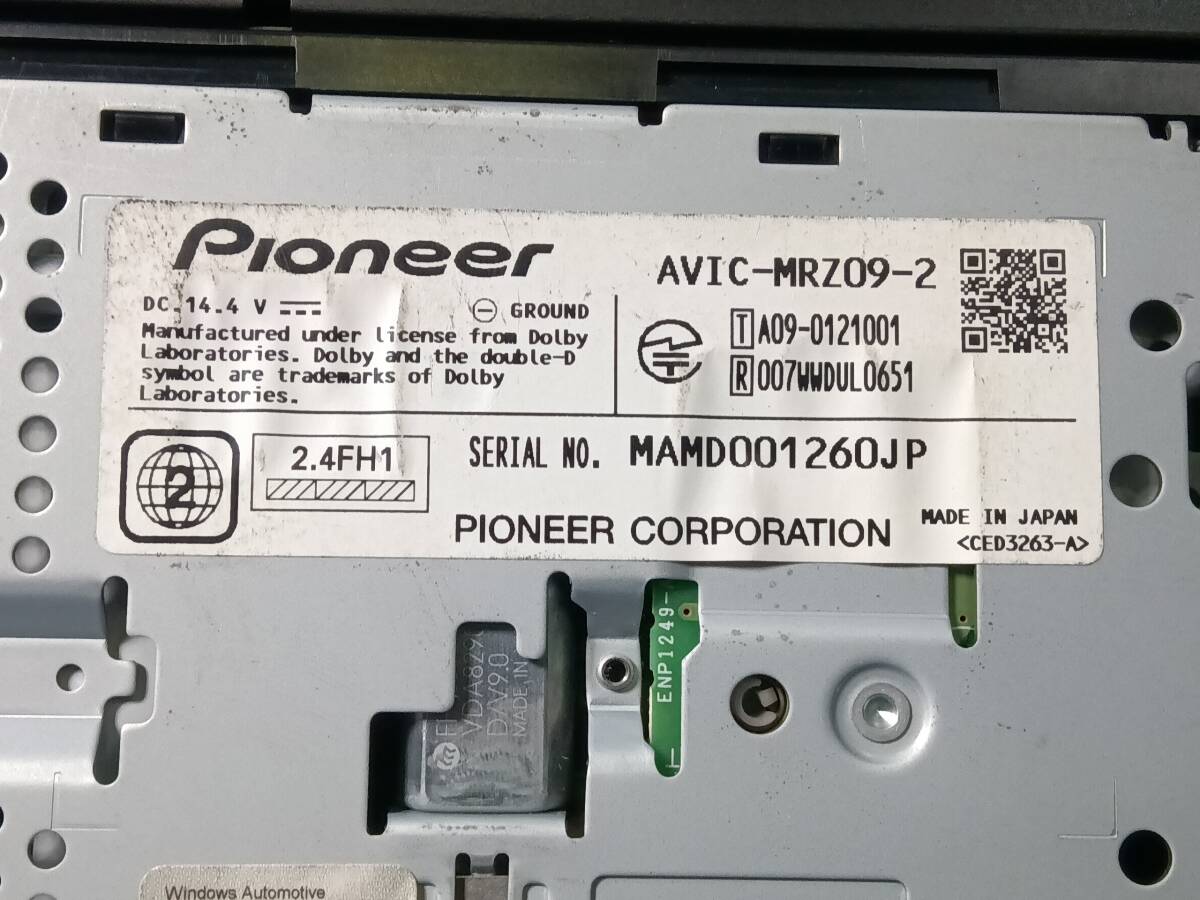 Pioneer
AVIC-MRZ09-2
DC 14.4 V
GROUND
Manufactured under license from Dolby
Laboratories. Dolby and the double-D
symbol are trademarks of Dolby
Laboratories.
T A09-0121001
R 007WWDUL0651
2
2.4FH1
SERIAL NO. MAMD001260JP
PIONEER CORPORATION
MADE IN JAPAN
<CED3263-A>
ENP1249-
DAV9.0
MADE IN
Windows Automotive